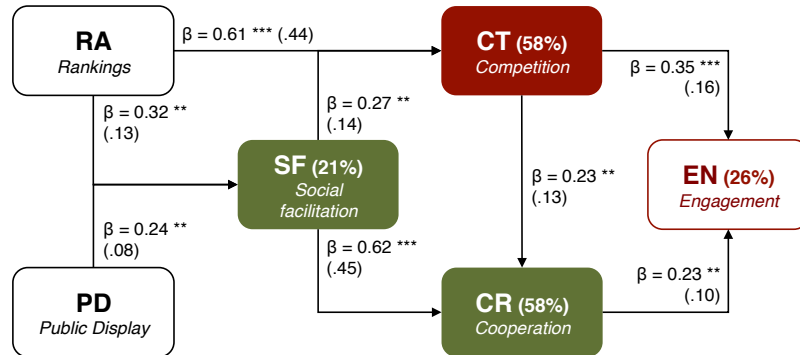 RA
Rankings
β = 0.61 *** (.44)
CT (58%)
Competition
β = 0.35 ***
(.16)
β = 0.32 **
(.13)
β = 0.27 **
(.14)
SF (21%)
Social
facilitation
β = 0.23 **
(.13)
EN (26%)
Engagement
β = 0.24 **
(.08)
β = 0.62 ***
(.45)
β = 0.23 **
(.10)
PD
Public Display
CR (58%)
Cooperation